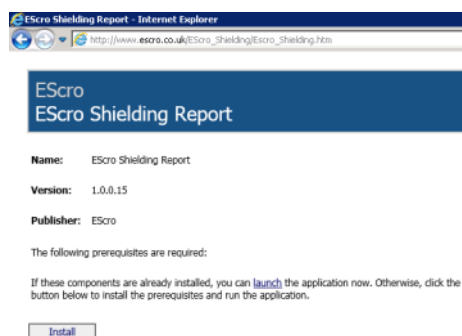 EScro Shielding Report - Internet Explorer
http://www.escro.co.uk/EScro_Shielding/Escro_Shielding.htm
EScro
EScro Shielding Report
Name: EScro Shielding Report
Version: 1.0.0.15
Publisher: EScro
The following prerequisites are required:
If these components are already installed, you can launch the application now. Otherwise, click the
button below to install the prerequisites and run the application.
Install